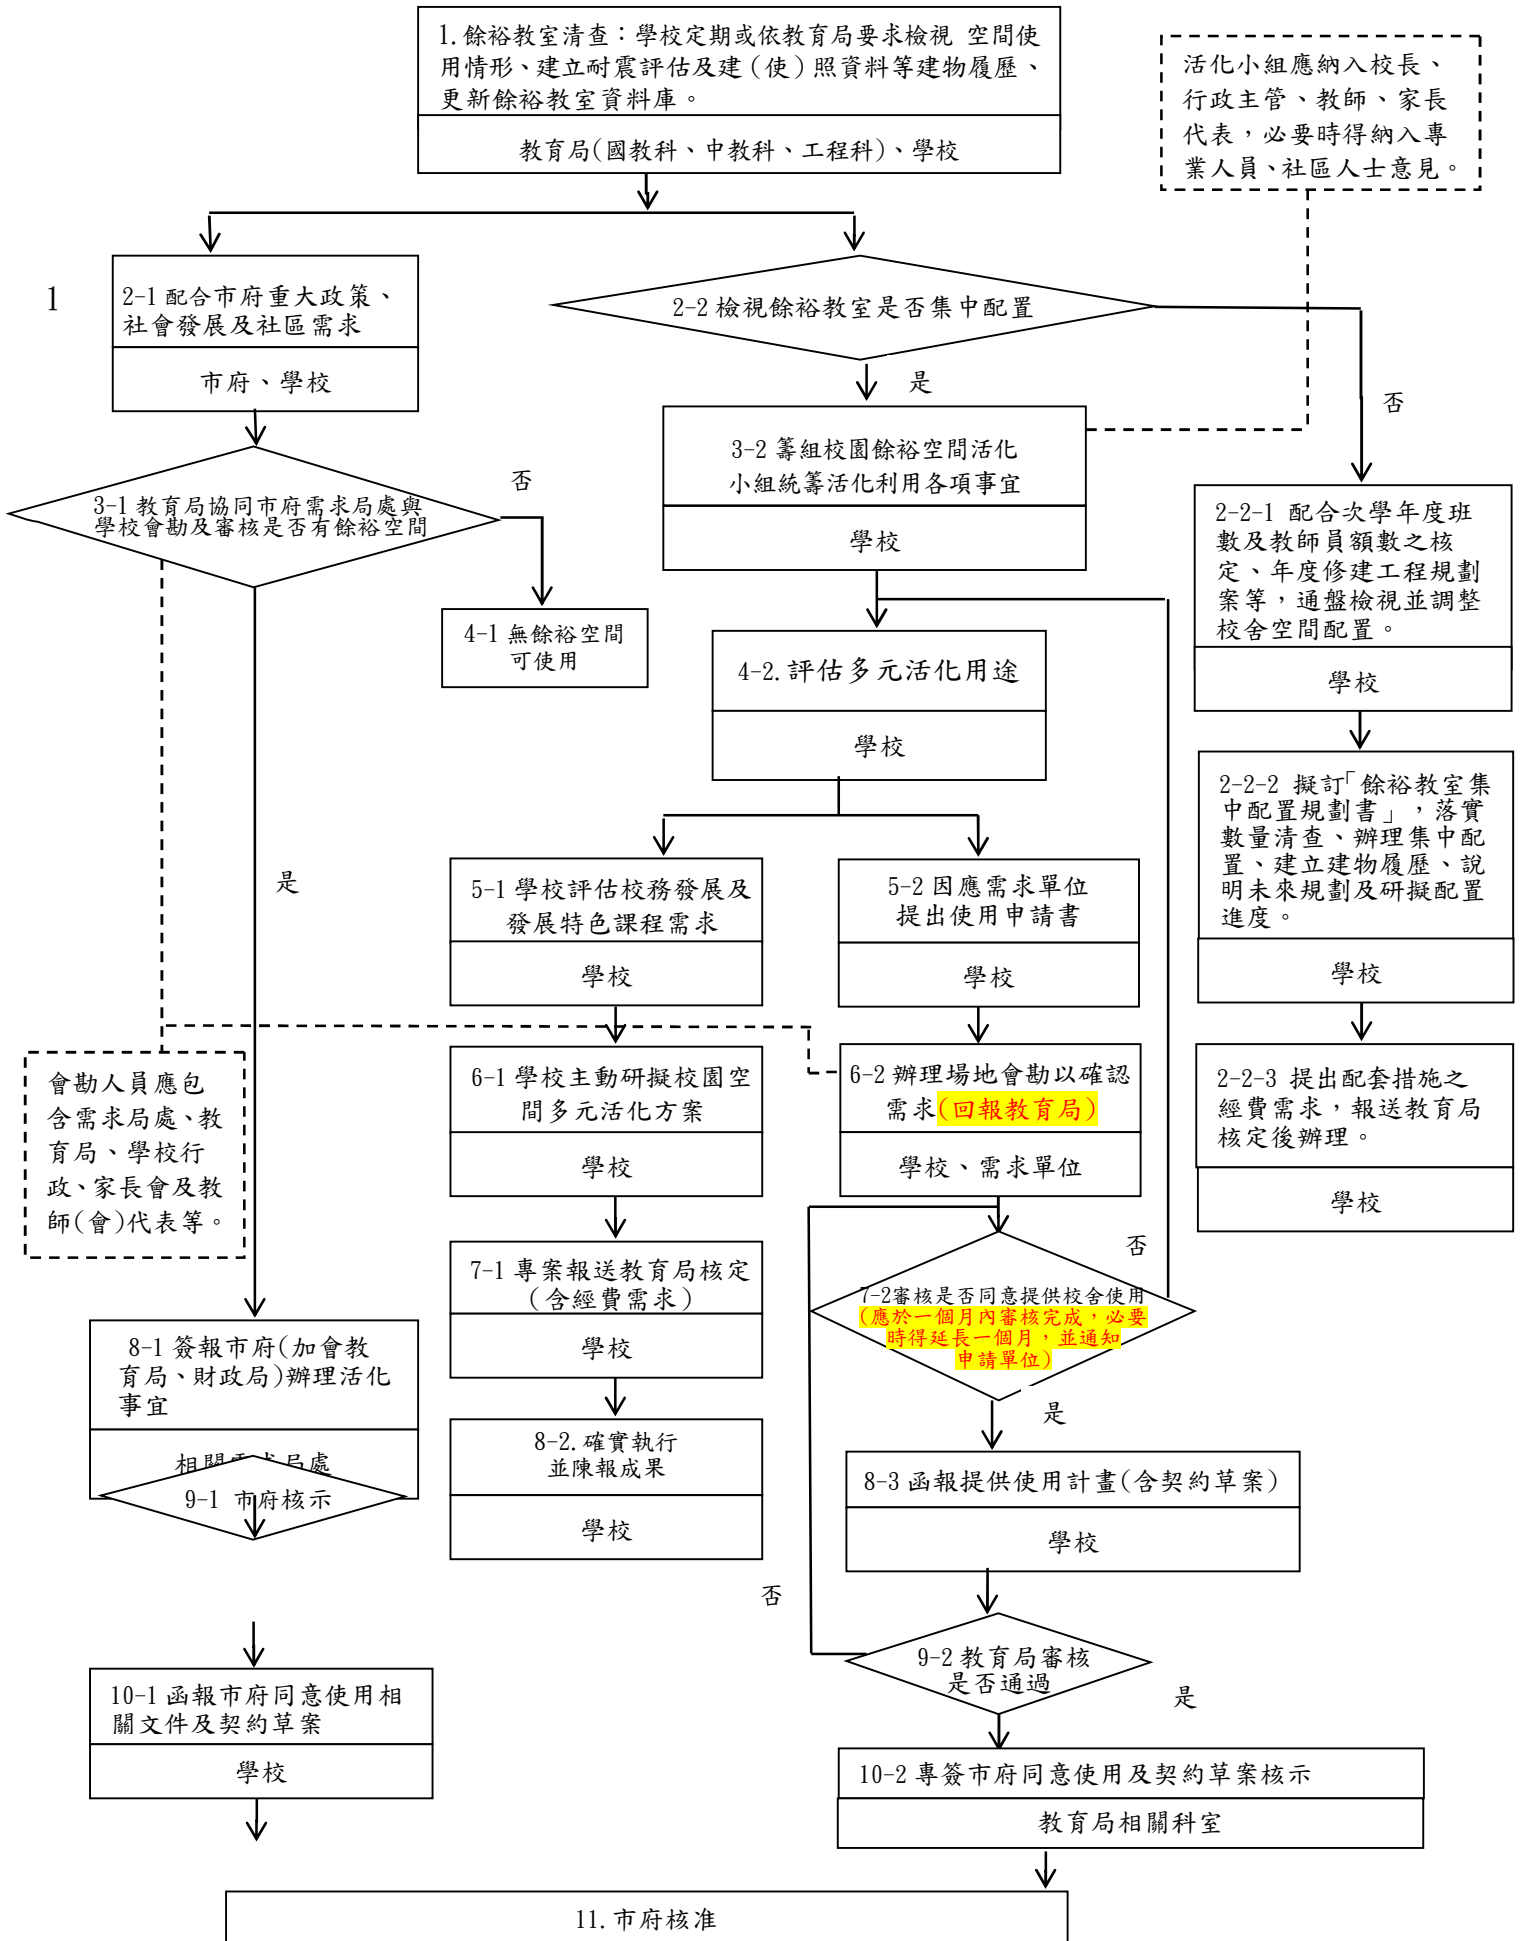 1.餘裕教室清查：學校定期或依教育局要求檢視 空間使
用情形、建立耐震評估及建(使)照資料等建物履歷、
更新餘裕教室資料庫。
教育局(國教科、中教科、工程科)、學校
活化小組應納入校長、
行政主管、教師、家長
代表，必要時得納入專
業人員、社區人士意見。
1
2-1 配合市府重大政策、
社會發展及社區需求
市府、學校
2-2 檢視餘裕教室是否集中配置
是
否
3-1 教育局協同市府需求局處與
學校會勘及審核是否有餘裕空間
否
3-2 籌組校園餘裕空間活化
小組統籌活化利用各項事宜
學校
2-2-1 配合次學年度班
數及教師員額數之核
定、年度修建工程規劃
案等，通盤檢視並調整
校舍空間配置。
學校
4-1 無餘裕空間
可使用
4-2.評估多元活化用途
學校
2-2-2 擬訂「餘裕教室集
中配置規劃書」，落實
數量清查、辦理集中配
置、建立建物履歷、說
明未來規劃及研擬配置
進度。
學校
是
5-1 學校評估校務發展及
發展特色課程需求
學校
5-2 因應需求單位
提出使用申請書
學校
會勘人員應包
含需求局處、教
育局、學校行
政、家長會及教
師(會)代表等。
6-1 學校主動研擬校園空
間多元活化方案
學校
6-2 辦理場地會勘以確認
需求(回報教育局)
學校、需求單位
2-2-3 提出配套措施之
經費需求，報送教育局
核定後辦理。
學校
7-1 專案報送教育局核定
(含經費需求)
學校
否
7-2審核是否同意提供校舍使用
(應於一個月內審核完成，必要
時得延長一個月，並通知
申請單位)
是
8-1 簽報市府(加會教
育局、財政局)辦理活化
事宜
相關需求局處
9-1 市府核示
8-2.確實執行
並陳報成果
學校
8-3 函報提供使用計畫(含契約草案)
學校
否
9-2 教育局審核
是否通過
是
10-1 函報市府同意使用相
關文件及契約草案
學校
10-2 專簽市府同意使用及契約草案核示
教育局相關科室
11.市府核准